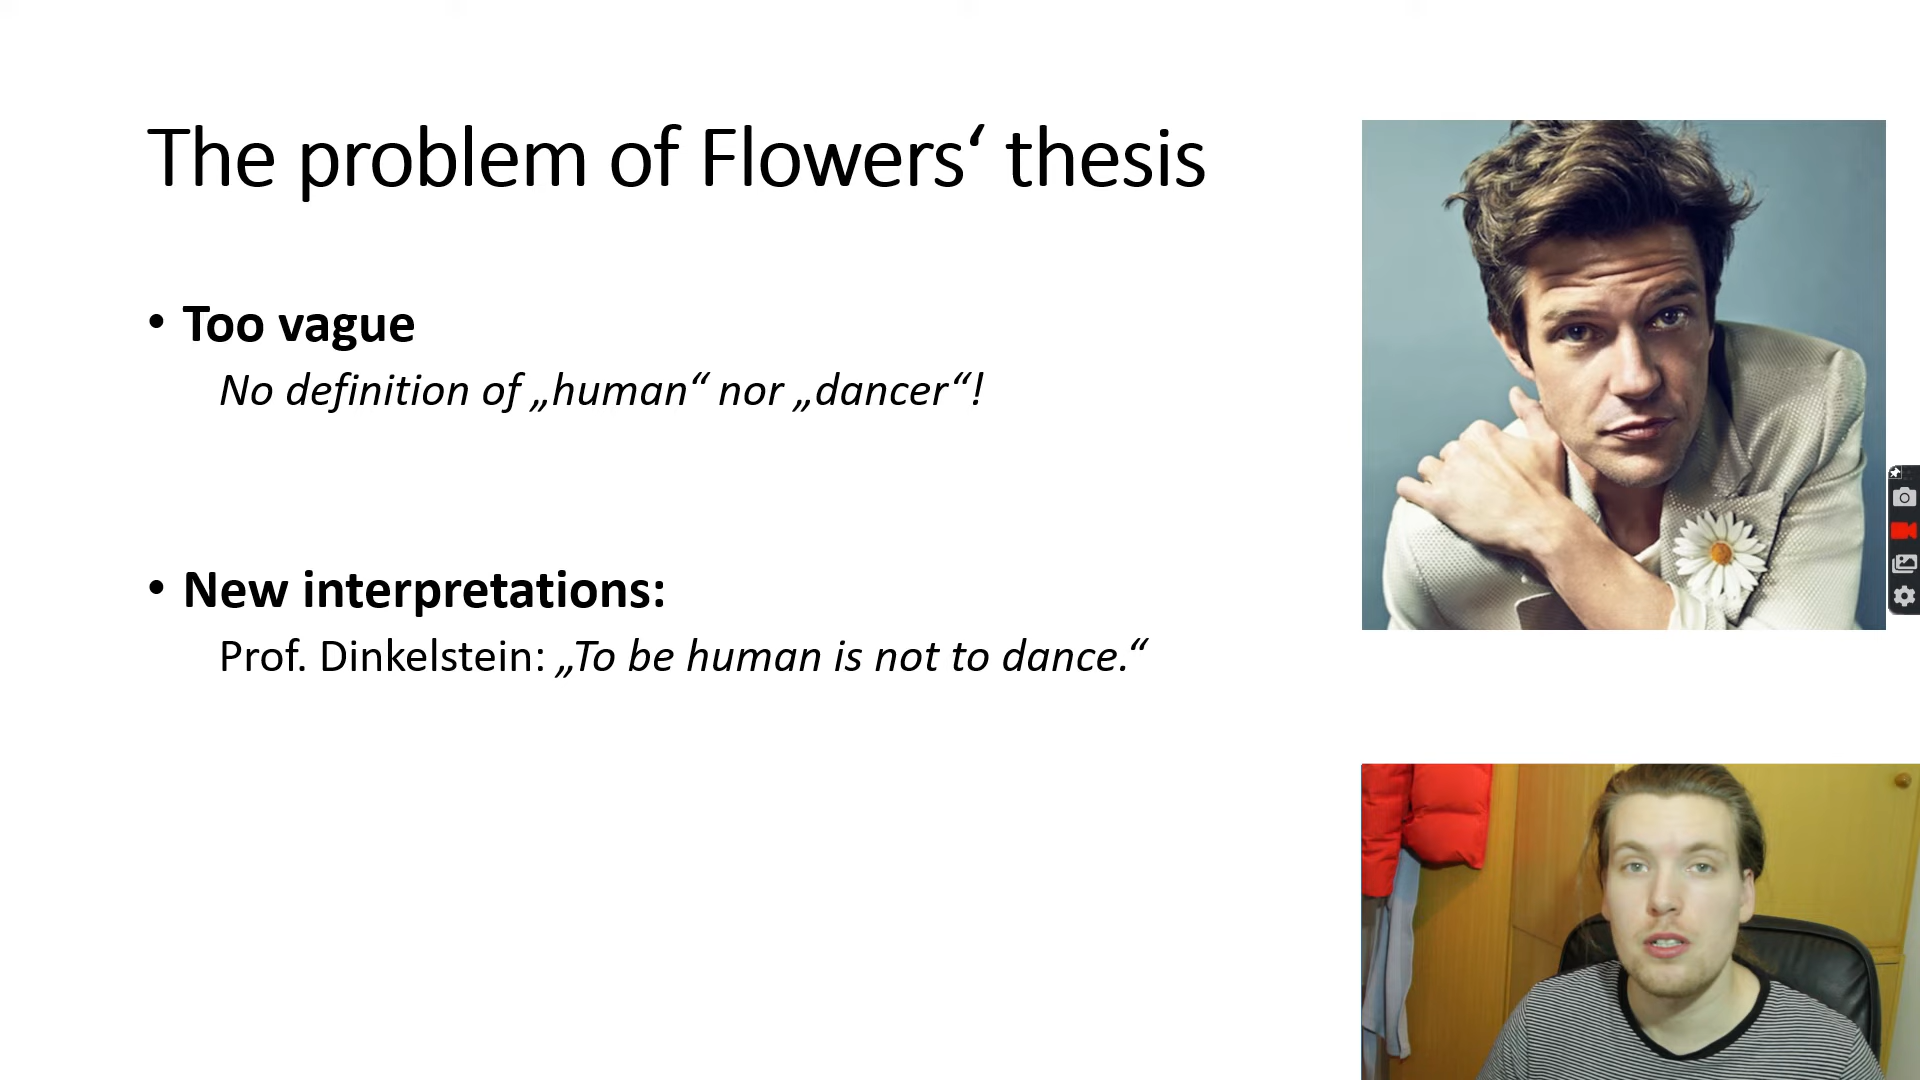 The problem of Flowers‘ thesis
• Too vague
No definition of „human“ nor „dancer“!
• New interpretations:
Prof. Dinkelstein: „To be human is not to dance.“